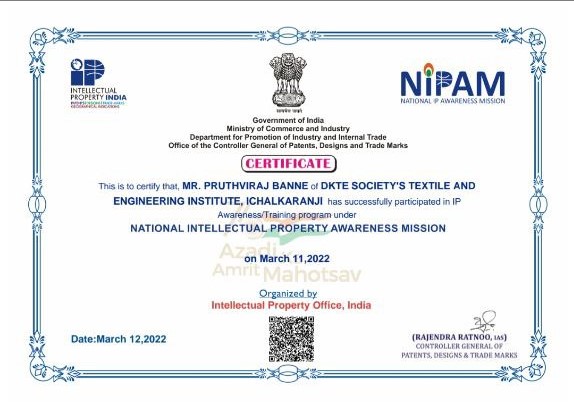 INTELLECTUAL
PROPERTY INDIA
PATENTS | DESIGNS | TRADE MARKS
GEOGRAPHICAL INDICATIONS
सत्यमेव जयते
NiPAM
NATIONAL IP AWARENESS MISSION
Government of India
Ministry of Commerce and Industry
Department for Promotion of Industry and Internal Trade
Office of the Controller General of Patents, Designs and Trade Marks
CERTIFICATE
This is to certify that, MR. PRUTHVIRAJ BANNE of DKTE SOCIETY'S TEXTILE AND
ENGINEERING INSTITUTE, ICHALKARANJI has successfully participated in IP
Awareness/Training program under
NATIONAL INTELLECTUAL PROPERTY AWARENESS MISSION
Azadi Ka
Amrit Mahotsav
on March 11,2022
Organized by
Intellectual Property Office, India
Date:March 12,2022
(RAJENDRA RATNOO, IAS)
CONTROLLER GENERAL OF
PATENTS, DESIGNS & TRADE MARKS